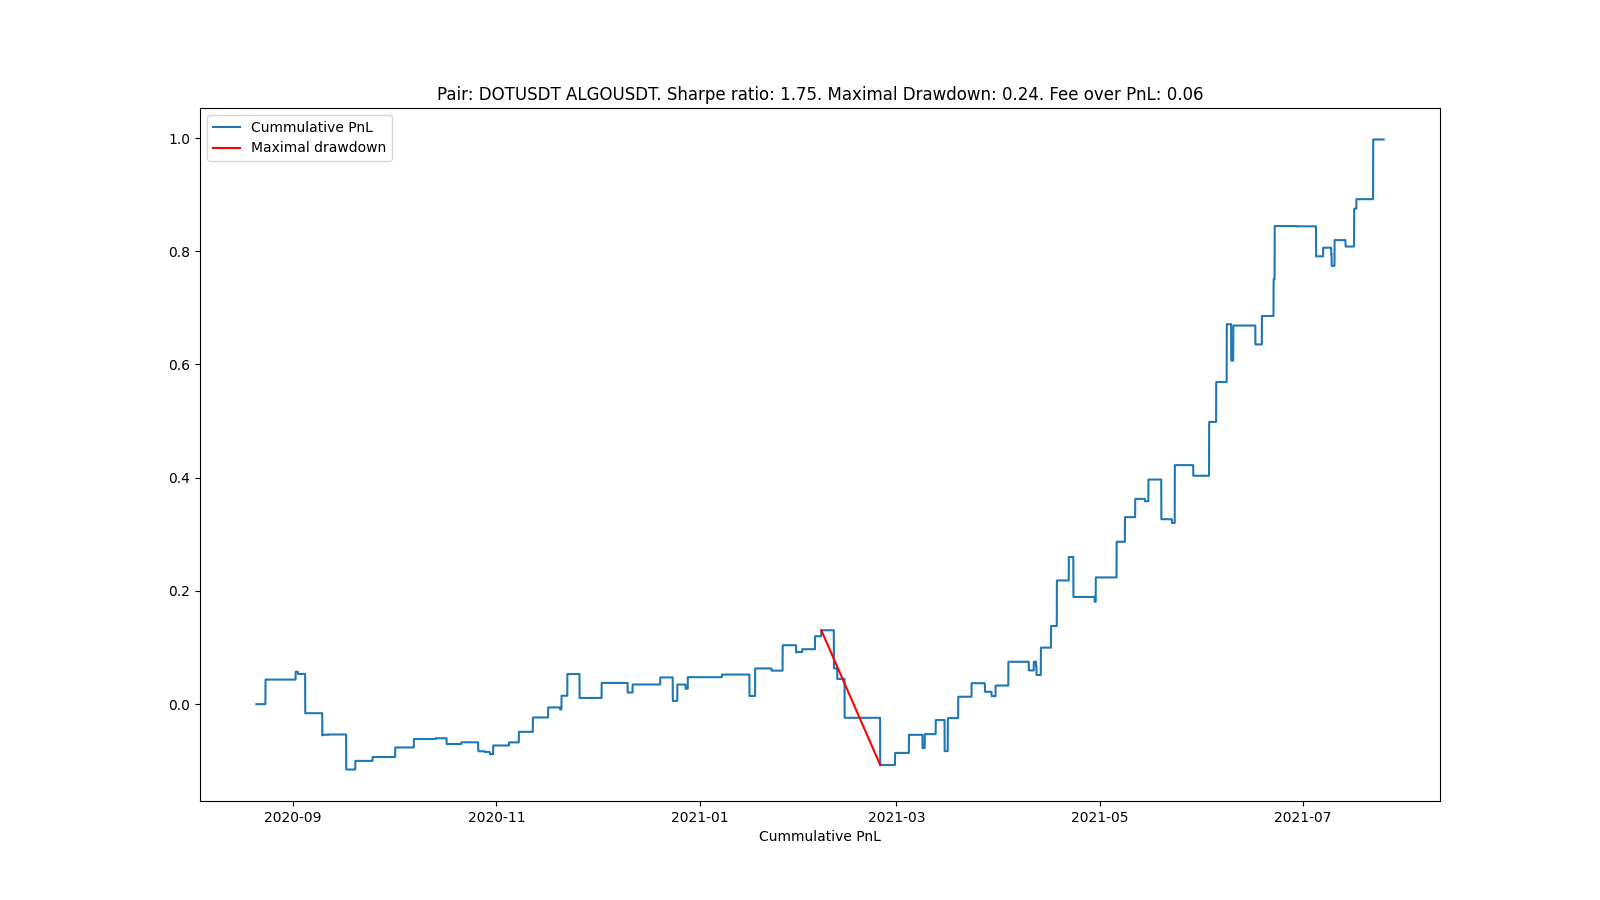 Pair: DOTUSDT ALGOUSDT. Sharpe ratio: 1.75. Maximal Drawdown: 0.24. Fee over PnL: 0.06
Cummulative PnL
Maximal drawdown
1.0
0.8
0.6
0.4
0.2
0.0
2020-09 2020-11 2021-01 2021-03 2021-05 2021-07
Cummulative PnL